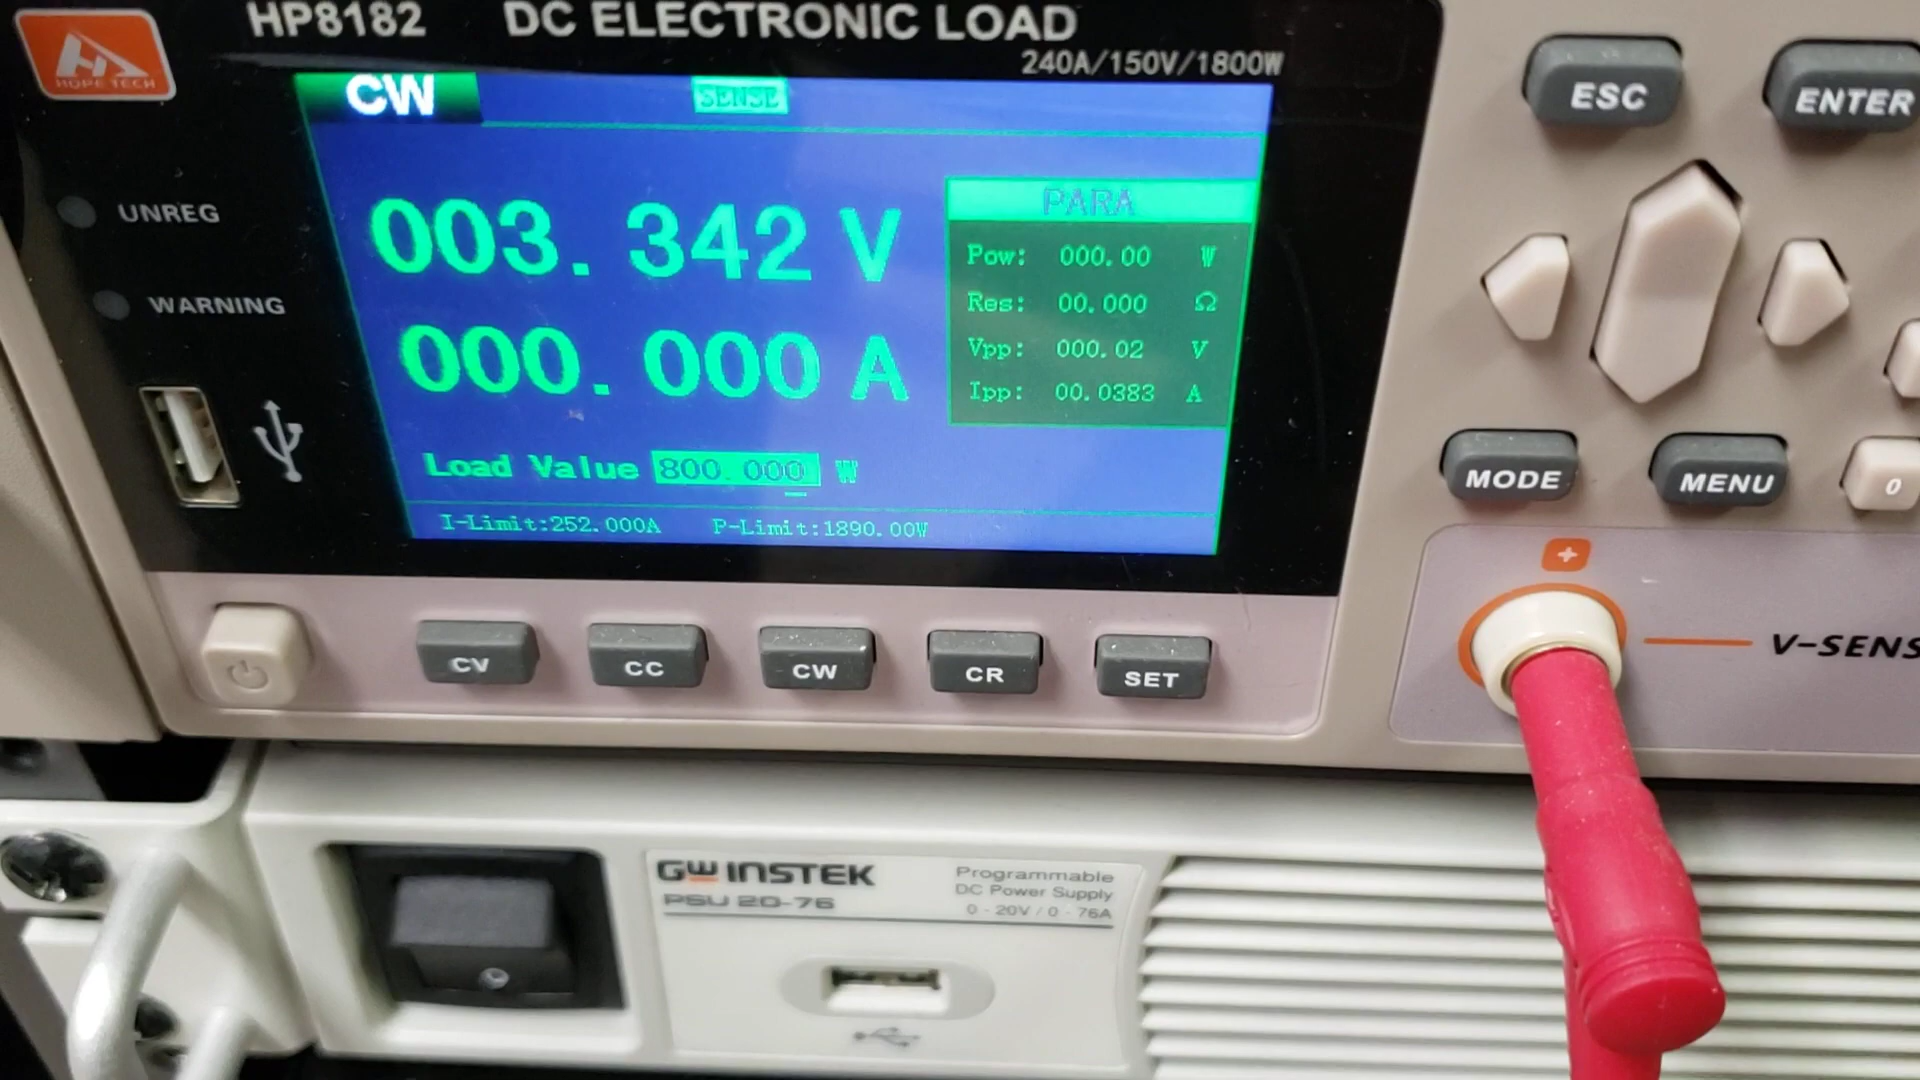 HP8182 DC ELECTRONIC LOAD
240A/150V/1800W
HOPE TECH
CW SENSE
UNREG
WARNING
003.342 V
000.000 A
PARA
Pow: 000.00 W
Res: 00.000 Ω
Vpp: 000.02 V
Ipp: 00.0383 A
Load Value 800.000 W
I-Limit:252.000A P-Limit:1890.00W
ESC ENTER
MODE MENU 0
CV CC CW CR SET
+
V-SENS
GW INSTEK
PSU 20-76
Programmable
DC Power Supply
0 - 20V / 0 - 76A